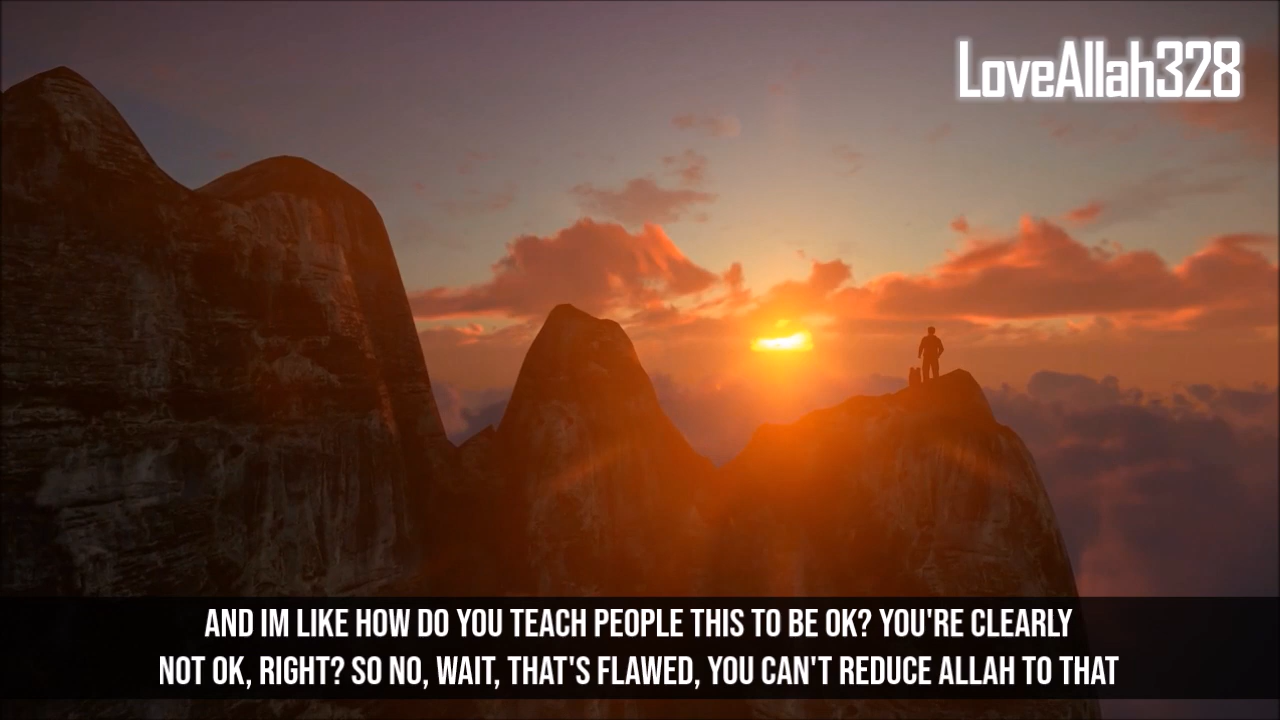 LoveAllah328
AND IM LIKE HOW DO YOU TEACH PEOPLE THIS TO BE OK? YOU'RE CLEARLY
NOT OK, RIGHT? SO NO, WAIT, THAT'S FLAWED, YOU CAN'T REDUCE ALLAH TO THAT